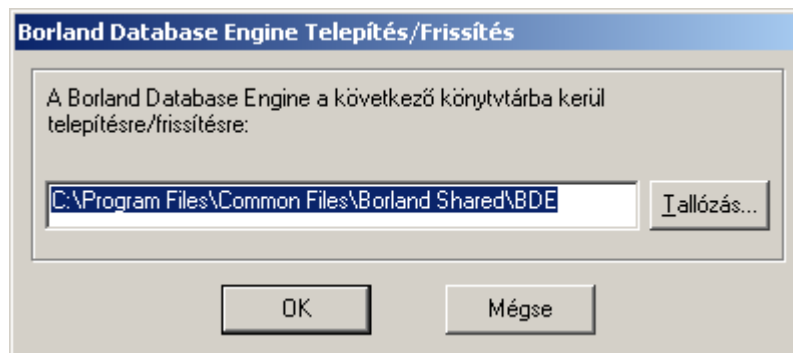 Borland Database Engine Telepítés/Frissítés
A Borland Database Engine a következő könytvtárba kerül
telepítésre/frissítésre:
C:\Program Files\Common Files\Borland Shared\BDE
Tallózás...
OK
Mégse